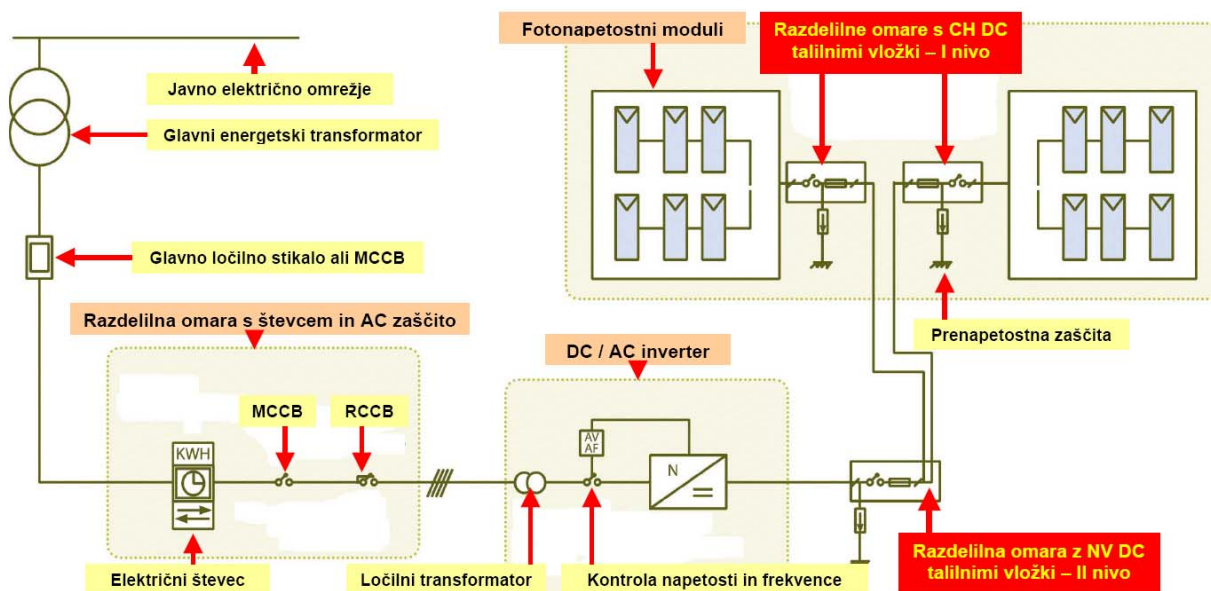 Fotonapetostni moduli
Razdelilne omare s CH DC
talilnimi vložki – I nivo
Javno električno omrežje
Glavni energetski transformator
Glavno ločilno stikalo ali MCCB
Razdelilna omara s števcem in AC zaščito
DC / AC inverter
Prenapetostna zaščita
MCCB
RCCB
AV
AF
KWH
N
Električni števec
Ločilni transformator
Kontrola napetosti in frekvence
Razdelilna omara z NV DC
talilnimi vložki – II nivo